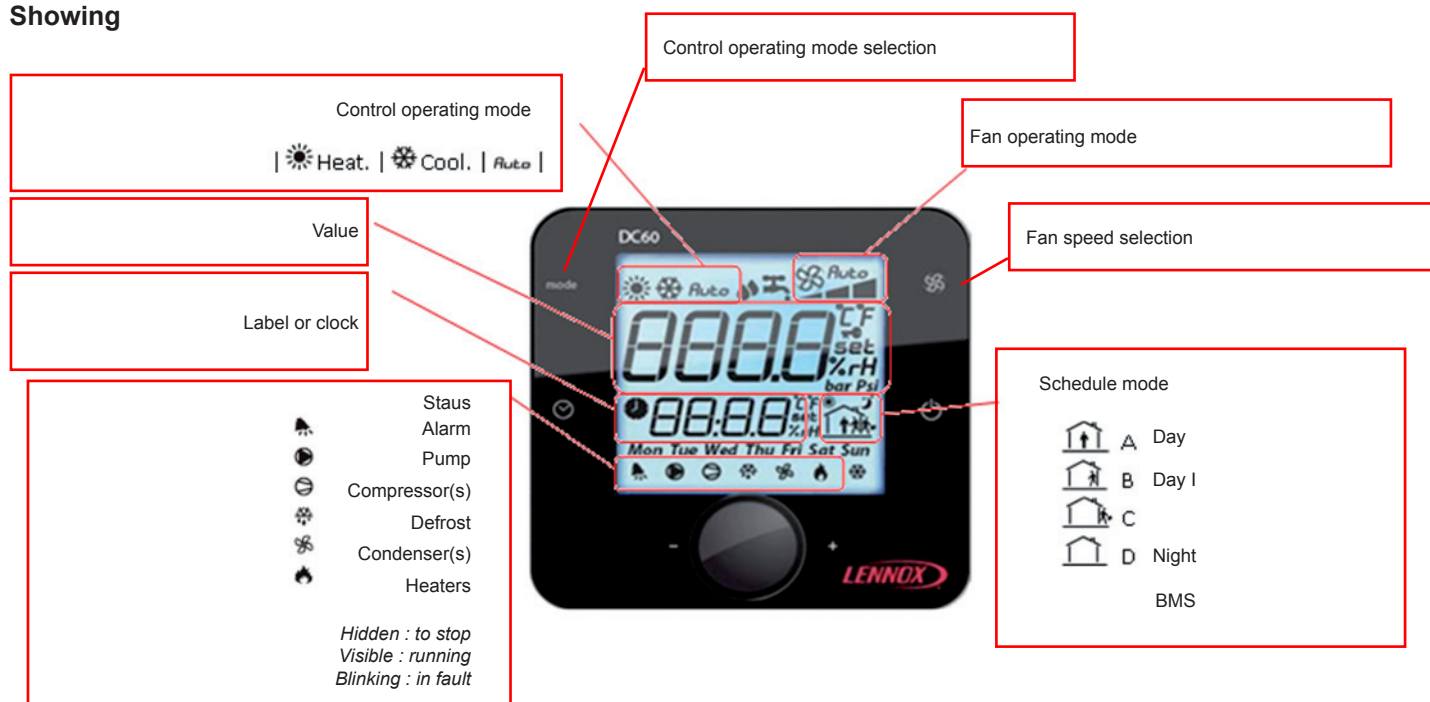 Showing
Control operating mode selection
Control operating mode
| Heat. | Cool. | Auto |
Fan operating mode
Value
Fan speed selection
Label or clock
DC60
mode
Auto
Auto
888.8 °C °F
set
% rH
bar Psi
88:8.8 °C °F
set
% rH
Mon Tue Wed Thu Fri Sat Sun
- +
LENNOX
Staus
Alarm
Pump
Compressor(s)
Defrost
Condenser(s)
Heaters
Hidden : to stop
Visible : running
Blinking : in fault
Schedule mode
A Day
B Day I
C
D Night
BMS